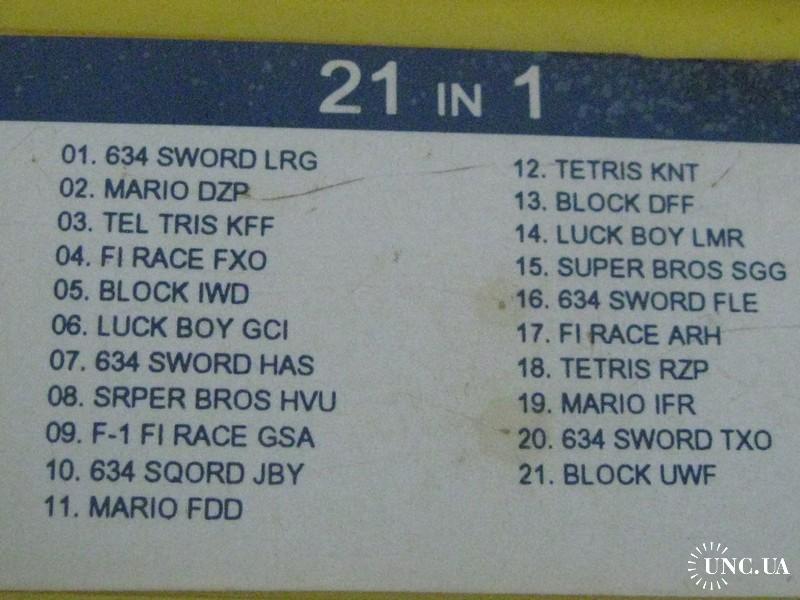 21 IN 1
01. 634 SWORD LRG
02. MARIO DZP
03. TEL TRIS KFF
04. FI RACE FXO
05. BLOCK IWD
06. LUCK BOY GCI
07. 634 SWORD HAS
08. SRPER BROS HVU
09. F-1 FI RACE GSA
10. 634 SQORD JBY
11. MARIO FDD
12. TETRIS KNT
13. BLOCK DFF
14. LUCK BOY LMR
15. SUPER BROS SGG
16. 634 SWORD FLE
17. FI RACE ARH
18. TETRIS RZP
19. MARIO IFR
20. 634 SWORD TXO
21. BLOCK UWF
UNC.UA